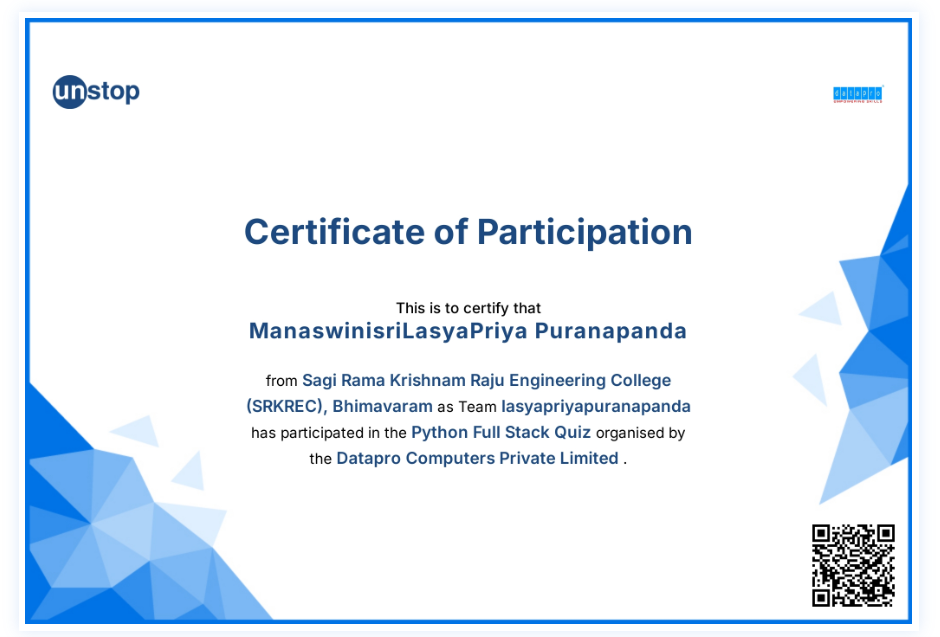 unstop
datapro
EMPOWERING SKILLS
Certificate of Participation
This is to certify that
ManaswinisriLasyaPriya Puranapanda
from Sagi Rama Krishnam Raju Engineering College
(SRKREC), Bhimavaram as Team lasyapriyapuranapanda
has participated in the Python Full Stack Quiz organised by
the Datapro Computers Private Limited .